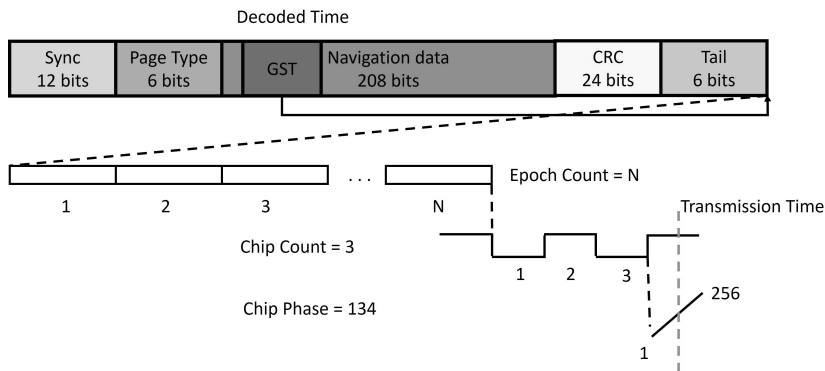 Decoded Time
Sync
12 bits
Page Type
6 bits
GST
Navigation data
208 bits
CRC
24 bits
Tail
6 bits
. . .
Epoch Count = N
1 2 3 N
Transmission Time
Chip Count = 3
1 2 3
256
Chip Phase = 134
1